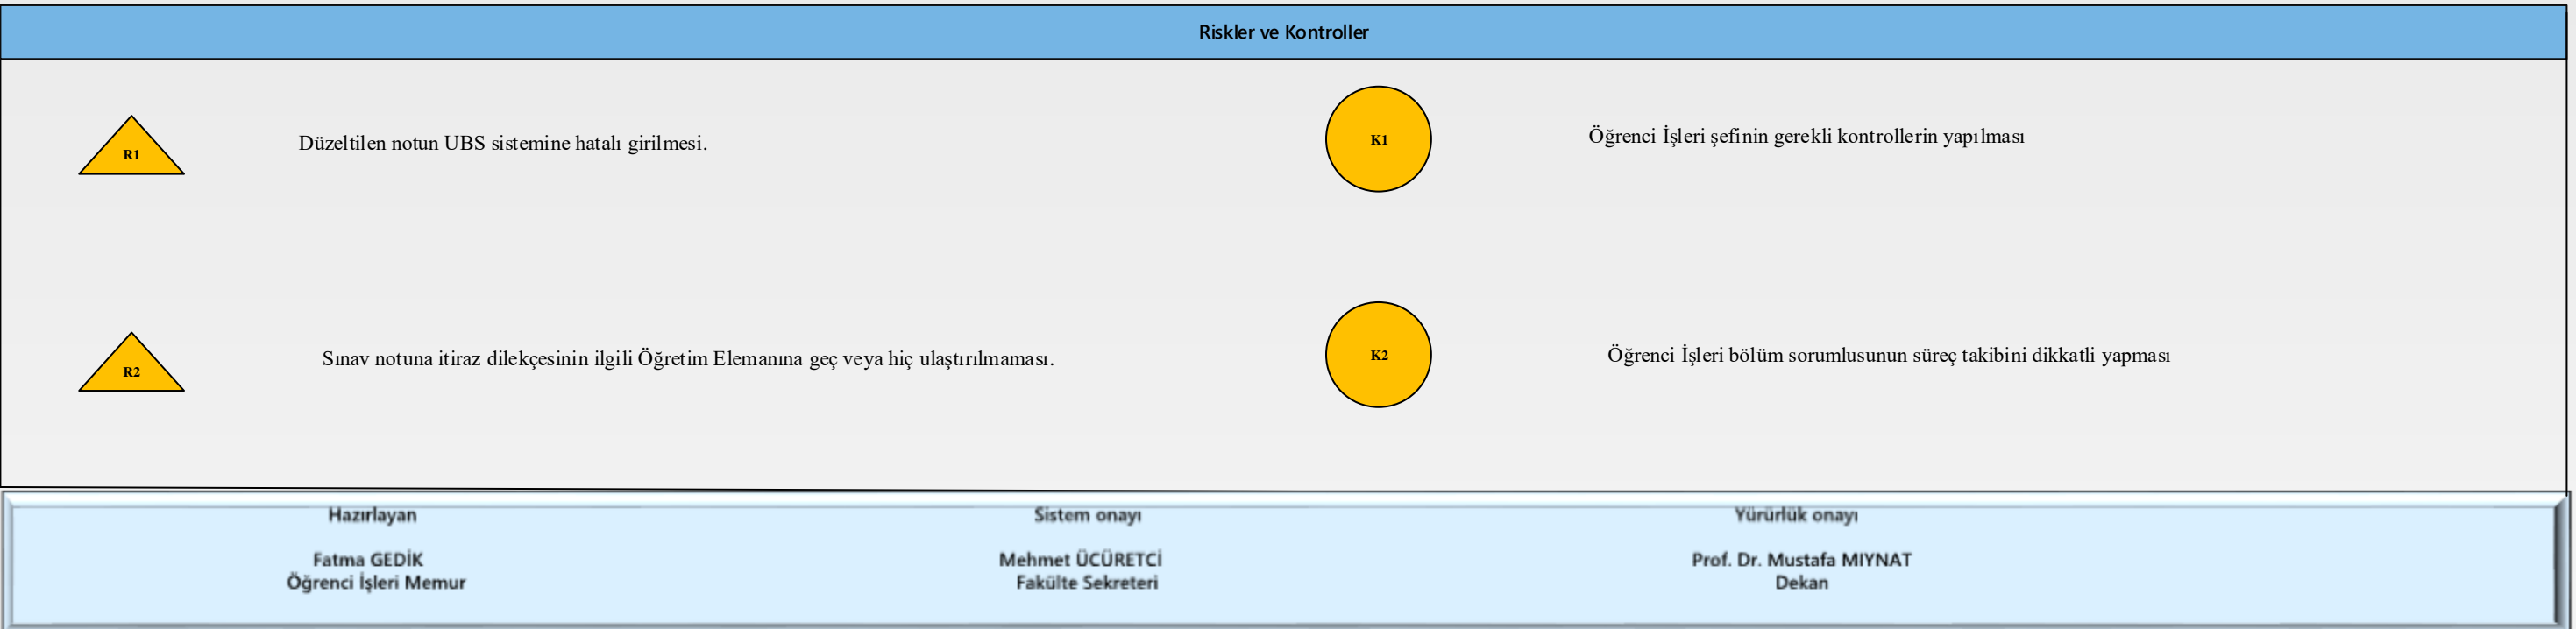 Riskler ve Kontroller
R1
Düzeltilen notun UBS sistemine hatalı girilmesi.
K1
Öğrenci İşleri şefinin gerekli kontrollerin yapılması
R2
Sınav notuna itiraz dilekçesinin ilgili Öğretim Elemanına geç veya hiç ulaştırılmaması.
K2
Öğrenci İşleri bölüm sorumlusunun süreç takibini dikkatli yapması
Hazırlayan
Fatma GEDİK
Öğrenci İşleri Memur
Sistem onayı
Mehmet ÜCÜRETCİ
Fakülte Sekreteri
Yürürlük onayı
Prof. Dr. Mustafa MIYNAT
Dekan